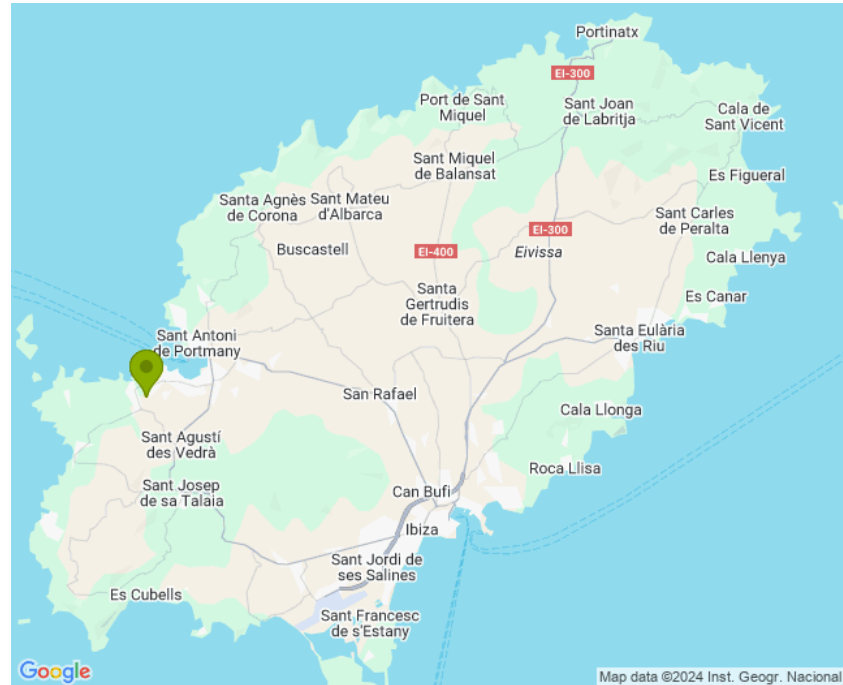 Portinatx
EI-300
Port de Sant
Miquel
Sant Joan
de Labritja
Cala de
Sant Vicent
Sant Miquel
de Balansat
Es Figueral
Santa Agnès
de Corona
Sant Mateu
d'Albarca
Sant Carles
de Peralta
EI-300
Buscastell
EI-400
Eivissa
Cala Llenya
Santa
Gertrudis
de Fruitera
Es Canar
Sant Antoni
de Portmany
Santa Eulària
des Riu
San Rafael
Cala Llonga
Sant Agustí
des Vedrà
Roca Llisa
Sant Josep
de sa Talaia
Can Bufí
Ibiza
Sant Jordi de
ses Salines
Es Cubells
Sant Francesc
de s'Estany
Google
Map data ©2024 Inst. Geogr. Nacional